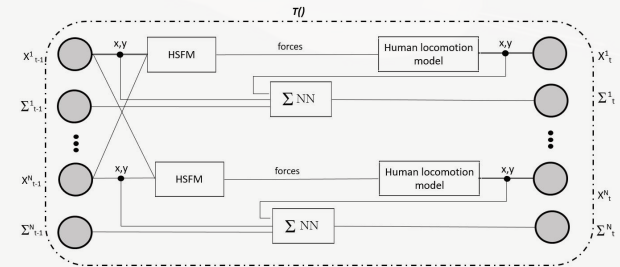 T()
X¹ₜ₋₁
x,y
HSFM
forces
Human locomotion
model
x,y
X¹ₜ
Σ¹ₜ₋₁
Σ NN
Σ¹ₜ
Xᴺₜ₋₁
x,y
HSFM
forces
Human locomotion
model
x,y
Xᴺₜ
Σᴺₜ₋₁
Σ NN
Σᴺₜ